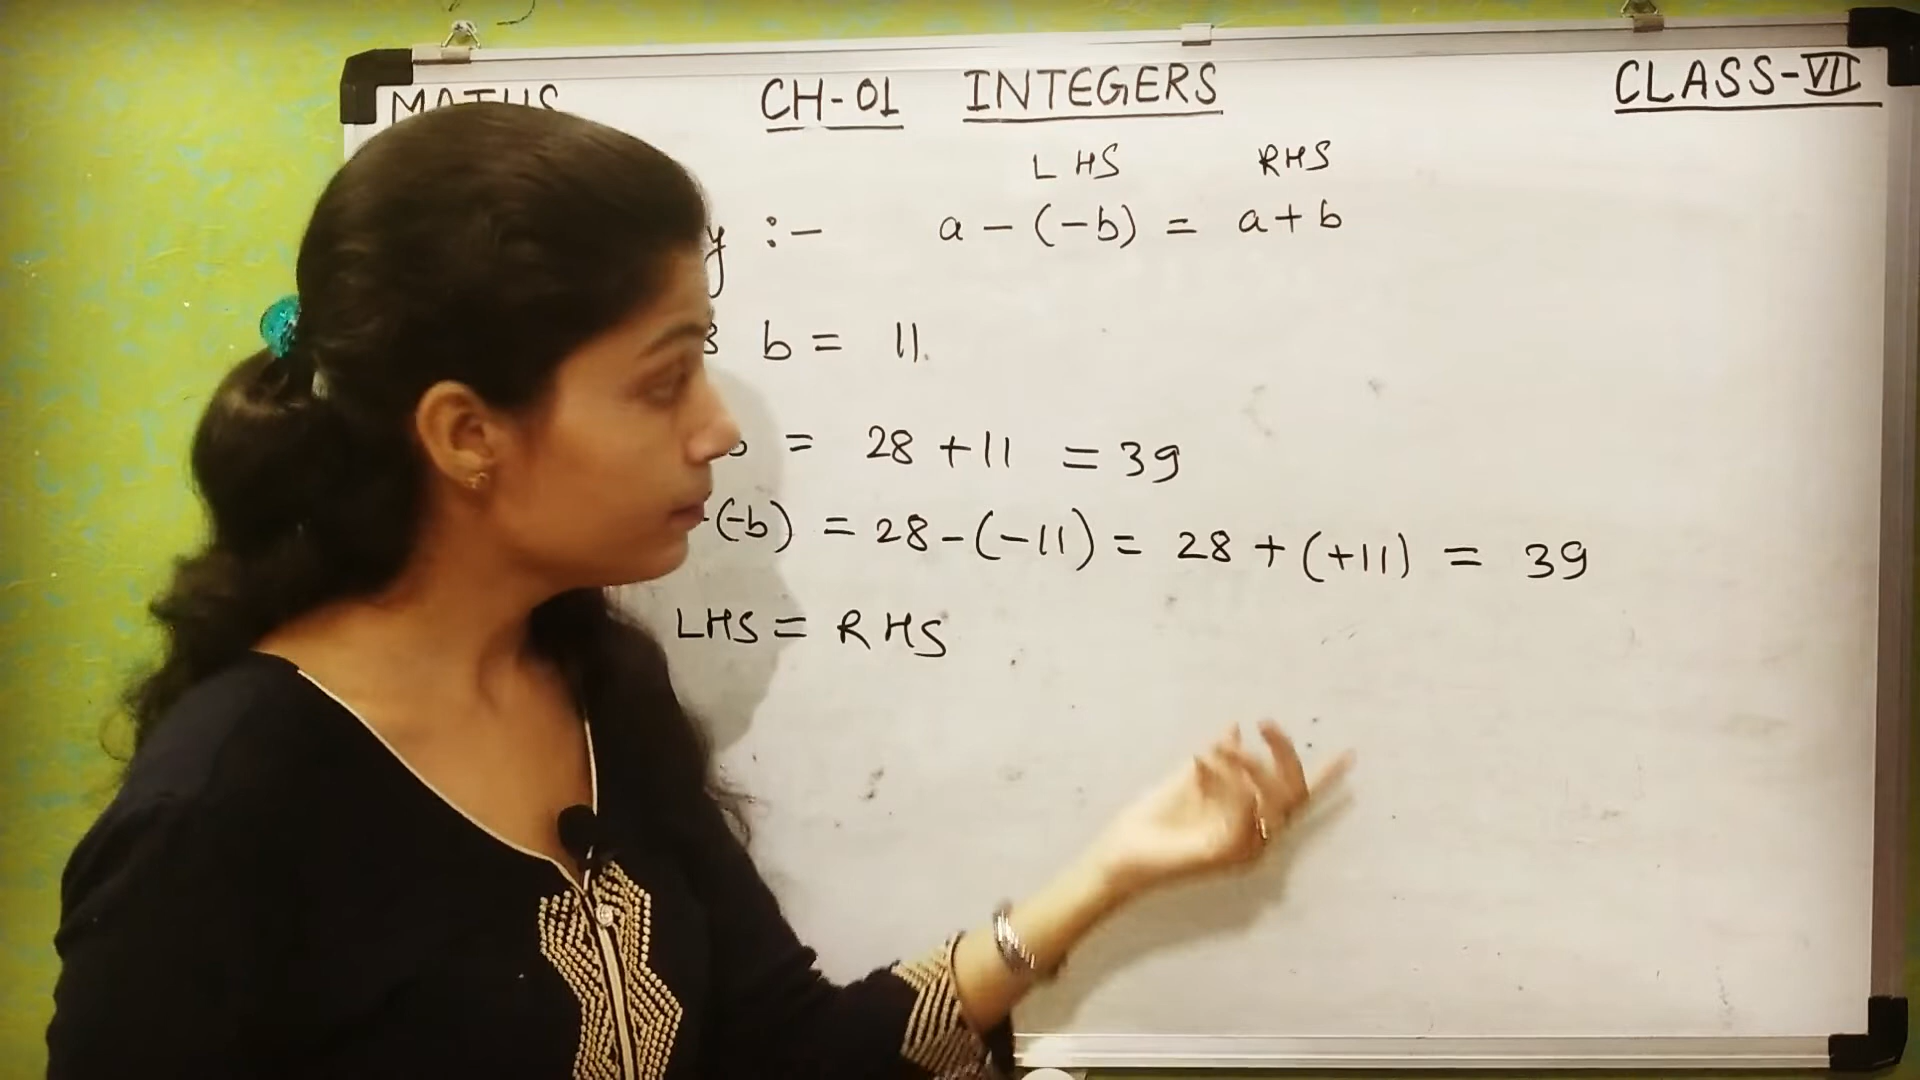 MATHS CH-01 INTEGERS CLASS-VII
LHS RHS
y :- a - (-b) = a + b
b = 11.
= 28 + 11 = 39
(-b) = 28 - (-11) = 28 + (+11) = 39
LHS = RHS